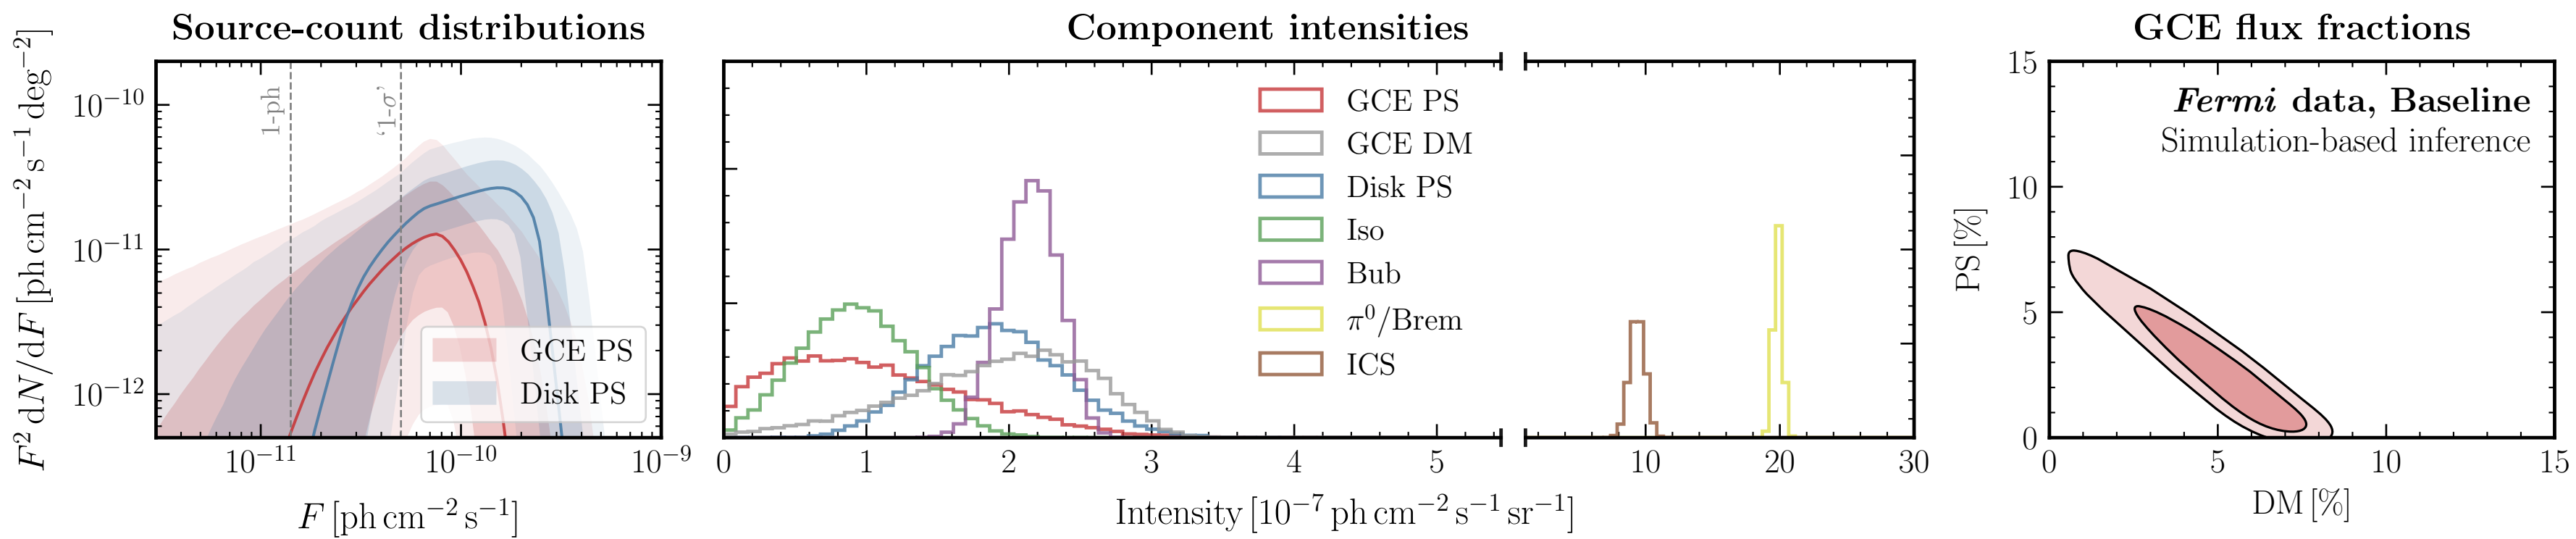 Source-count distributions
F² dN/dF [ph cm⁻² s⁻¹ deg⁻²]
10⁻¹⁰
10⁻¹¹
10⁻¹²
1-ph
‘1-σ’
GCE PS
Disk PS
10⁻¹¹ 10⁻¹⁰ 10⁻⁹
F [ph cm⁻² s⁻¹]
Component intensities
GCE PS
GCE DM
Disk PS
Iso
Bub
π⁰/Brem
ICS
0 1 2 3 4 5 10 20 30
Intensity [10⁻⁷ ph cm⁻² s⁻¹ sr⁻¹]
GCE flux fractions
Fermi data, Baseline
Simulation-based inference
PS [%]
15
10
5
0
0 5 10 15
DM [%]